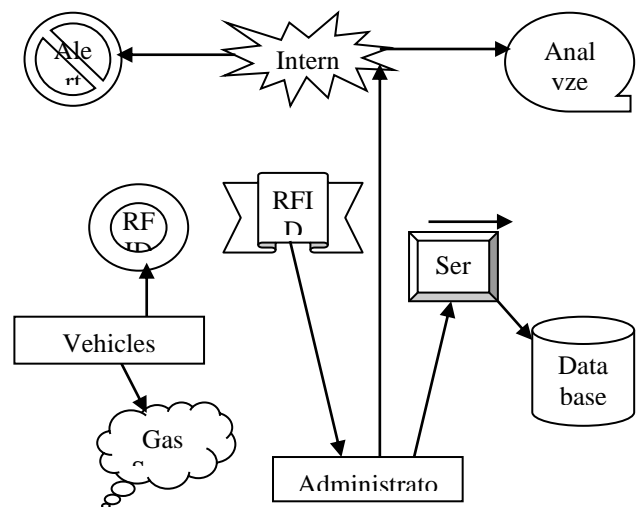 Ale
rt
Intern
Anal
yze
RF
ID
RFI
D
Ser
Vehicles
Data
base
Gas
Administrato